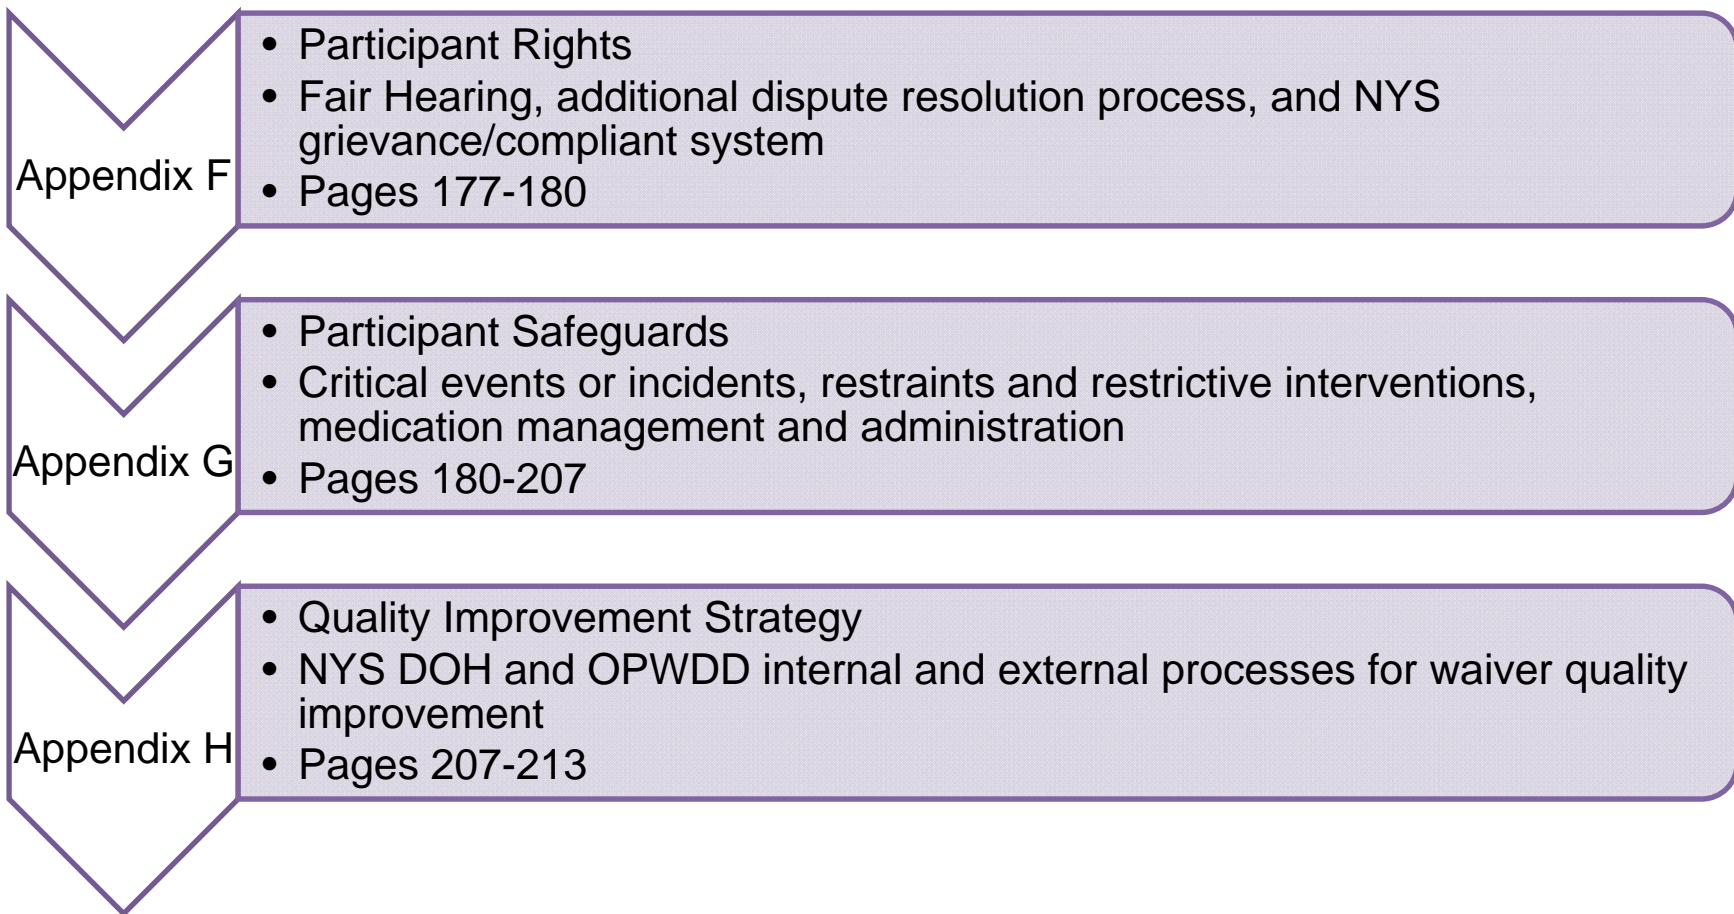 Appendix F
• Participant Rights
• Fair Hearing, additional dispute resolution process, and NYS
grievance/compliant system
• Pages 177-180
Appendix G
• Participant Safeguards
• Critical events or incidents, restraints and restrictive interventions,
medication management and administration
• Pages 180-207
Appendix H
• Quality Improvement Strategy
• NYS DOH and OPWDD internal and external processes for waiver quality
improvement
• Pages 207-213